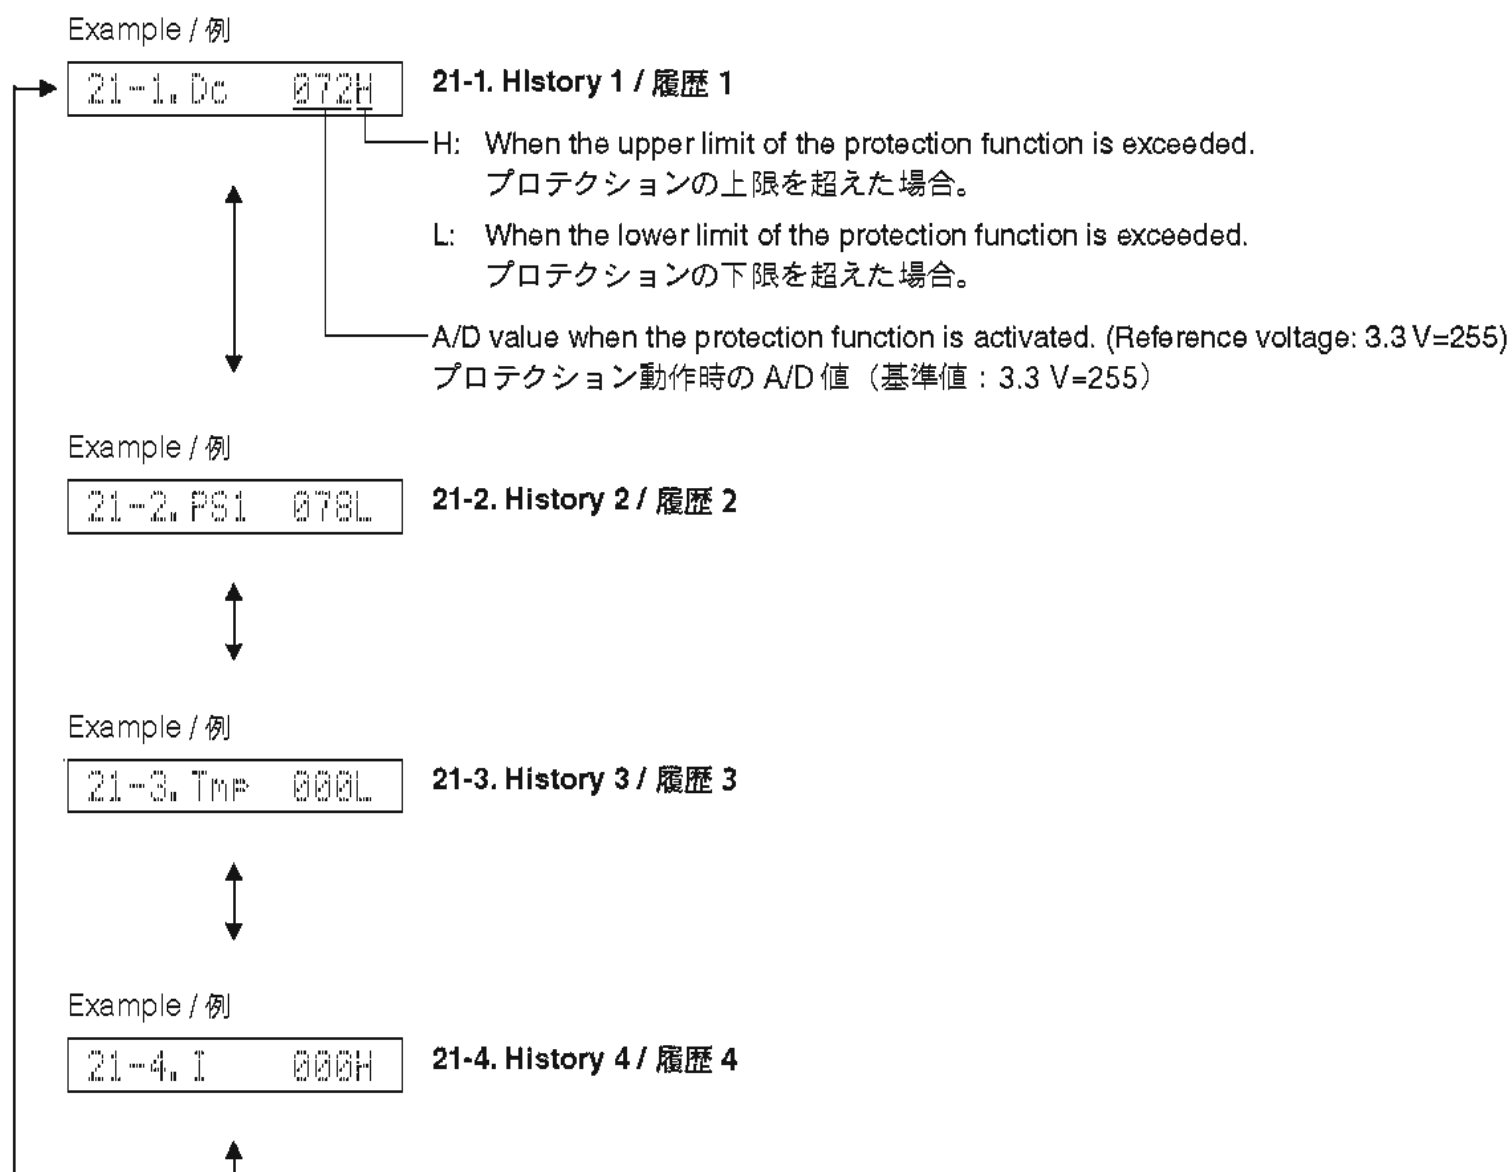 Example / 例
21-1.Dc 072H
21-1. History 1 / 履歴 1
H: When the upper limit of the protection function is exceeded.
プロテクションの上限を超えた場合。
L: When the lower limit of the protection function is exceeded.
プロテクションの下限を超えた場合。
A/D value when the protection function is activated. (Reference voltage: 3.3 V=255)
プロテクション動作時の A/D 値（基準値：3.3 V=255）
Example / 例
21-2.PS1 078L
21-2. History 2 / 履歴 2
Example / 例
21-3.Tmp 000L
21-3. History 3 / 履歴 3
Example / 例
21-4.I 000H
21-4. History 4 / 履歴 4